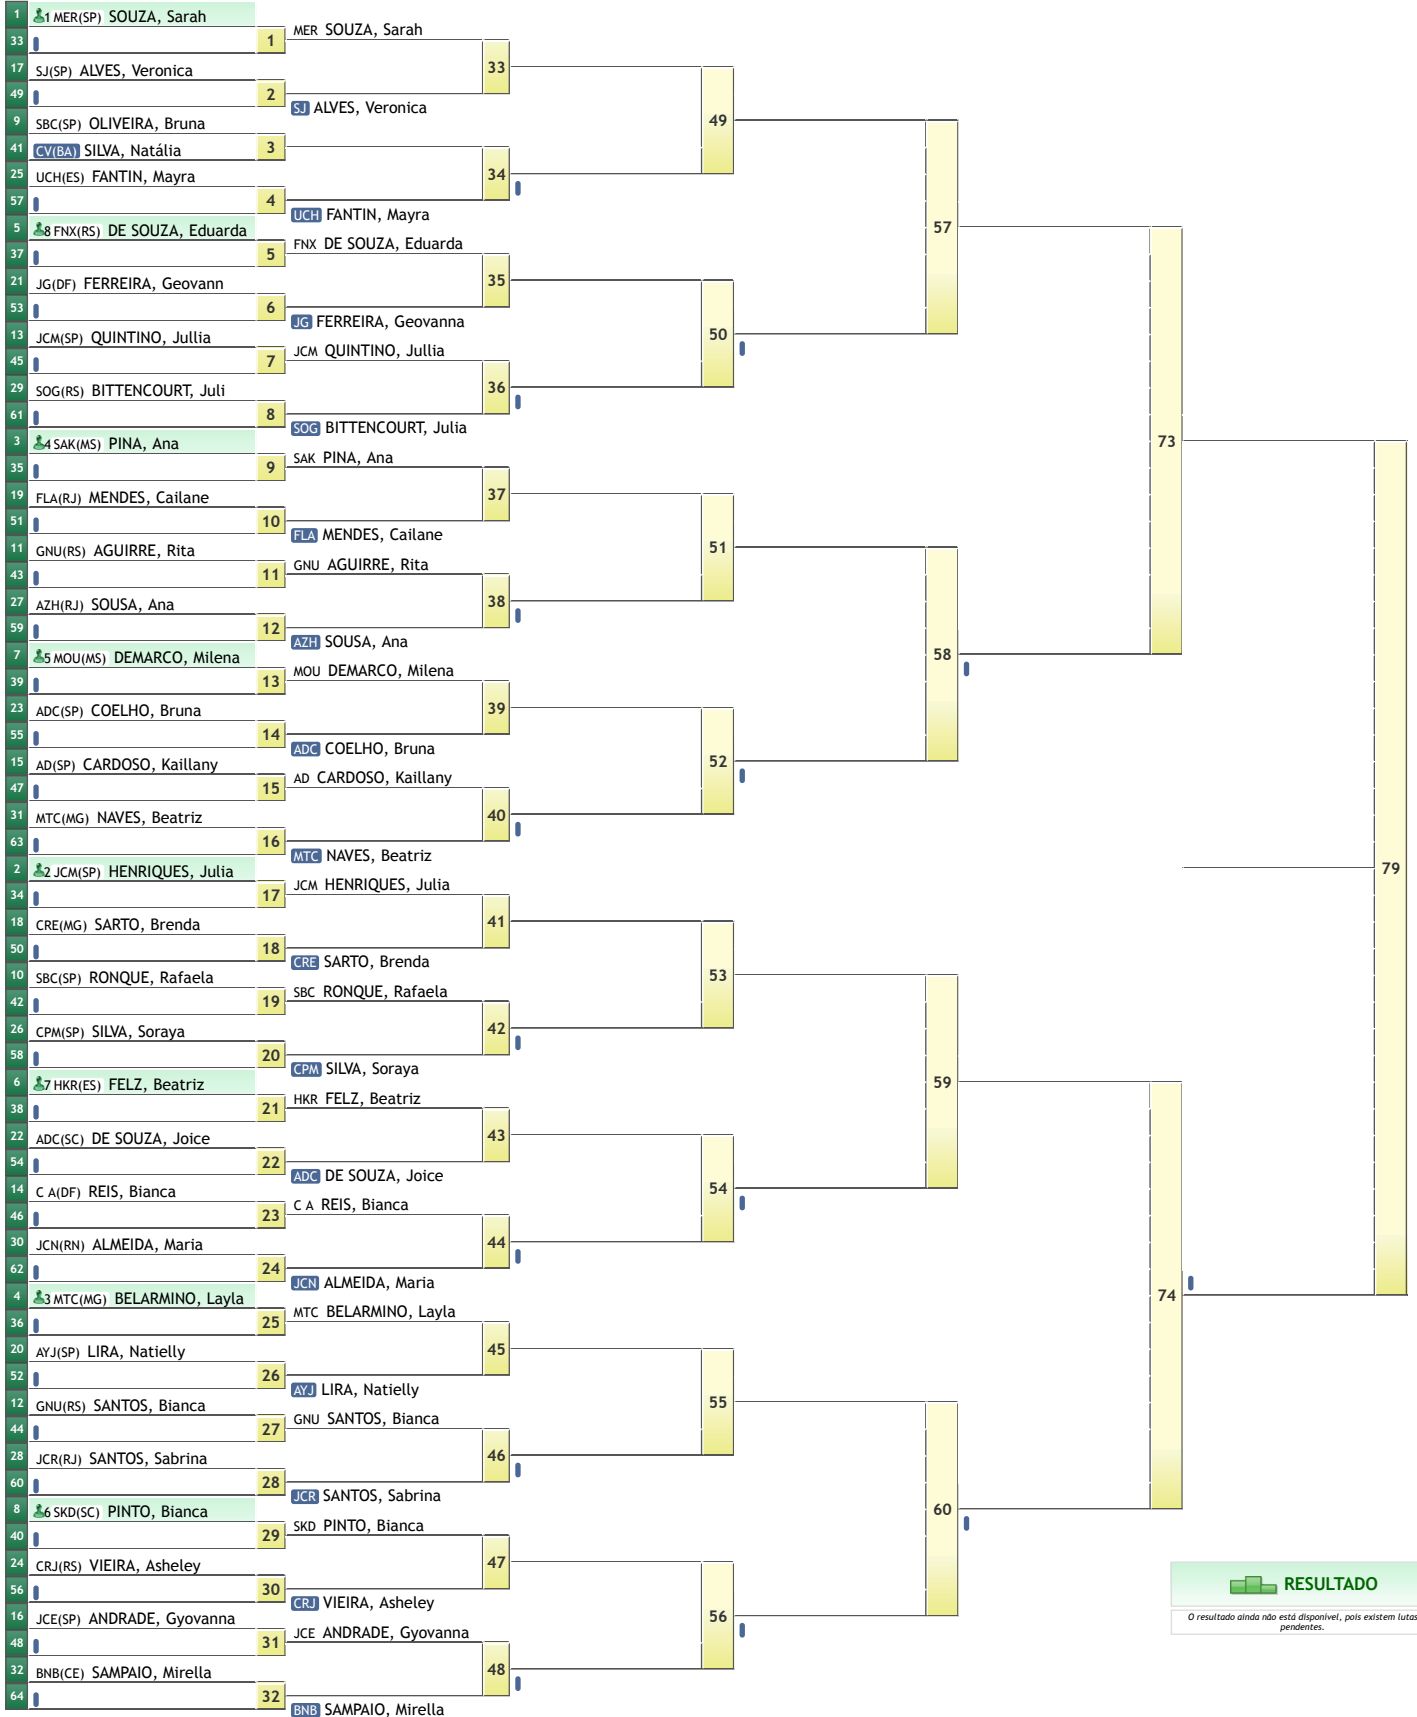 1 1 MER(SP) SOUZA, Sarah
33
1
17 SJ(SP) ALVES, Veronica
49
2
9 SBC(SP) OLIVEIRA, Bruna
41 CV(BA) SILVA, Natália
3
25 UCH(ES) FANTIN, Mayra
57
4
5 8 FNX(RS) DE SOUZA, Eduarda
37
5
21 JG(DF) FERREIRA, Geovann
53
6
13 JCM(SP) QUINTINO, Jullia
45
7
29 SOG(RS) BITTENCOURT, Juli
61
8
3 4 SAK(MS) PINA, Ana
35
9
19 FLA(RJ) MENDES, Cailane
51
10
11 GNU(RS) AGUIRRE, Rita
43
11
27 AZH(RJ) SOUSA, Ana
59
12
7 5 MOU(MS) DEMARCO, Milena
39
13
23 ADC(SP) COELHO, Bruna
55
14
15 AD(SP) CARDOSO, Kaillany
47
15
31 MTC(MG) NAVES, Beatriz
63
16
2 2 JCM(SP) HENRIQUES, Julia
34
17
18 CRE(MG) SARTO, Brenda
50
18
10 SBC(SP) RONQUE, Rafaela
42
19
26 CPM(SP) SILVA, Soraya
58
20
6 7 HKR(ES) FELZ, Beatriz
38
21
22 ADC(SC) DE SOUZA, Joice
54
22
14 C A(DF) REIS, Bianca
46
23
30 JCN(RN) ALMEIDA, Maria
62
24
4 3 MTC(MG) BELARMINO, Layla
36
25
20 AYJ(SP) LIRA, Natielly
52
26
12 GNU(RS) SANTOS, Bianca
44
27
28 JCR(RJ) SANTOS, Sabrina
60
28
8 6 SKD(SC) PINTO, Bianca
40
29
24 CRJ(RS) VIEIRA, Asheley
56
30
16 JCE(SP) ANDRADE, Gyovanna
48
31
32 BNB(CE) SAMPAIO, Mirella
64
32
MER SOUZA, Sarah
33
SJ ALVES, Veronica
34
UCH FANTIN, Mayra
FNX DE SOUZA, Eduarda
35
JG FERREIRA, Geovanna
JCM QUINTINO, Jullia
36
SOG BITTENCOURT, Julia
SAK PINA, Ana
37
FLA MENDES, Cailane
GNU AGUIRRE, Rita
38
AZH SOUSA, Ana
MOU DEMARCO, Milena
39
ADC COELHO, Bruna
AD CARDOSO, Kaillany
40
MTC NAVES, Beatriz
JCM HENRIQUES, Julia
41
CRE SARTO, Brenda
SBC RONQUE, Rafaela
42
CPM SILVA, Soraya
HKR FELZ, Beatriz
43
ADC DE SOUZA, Joice
C A REIS, Bianca
44
JCN ALMEIDA, Maria
MTC BELARMINO, Layla
45
AYJ LIRA, Natielly
GNU SANTOS, Bianca
46
JCR SANTOS, Sabrina
SKD PINTO, Bianca
47
CRJ VIEIRA, Asheley
JCE ANDRADE, Gyovanna
48
BNB SAMPAIO, Mirella
49
50
51
52
53
54
55
56
57
58
59
60
73
74
79
RESULTADO
O resultado ainda não está disponível, pois existem lutas
pendentes.